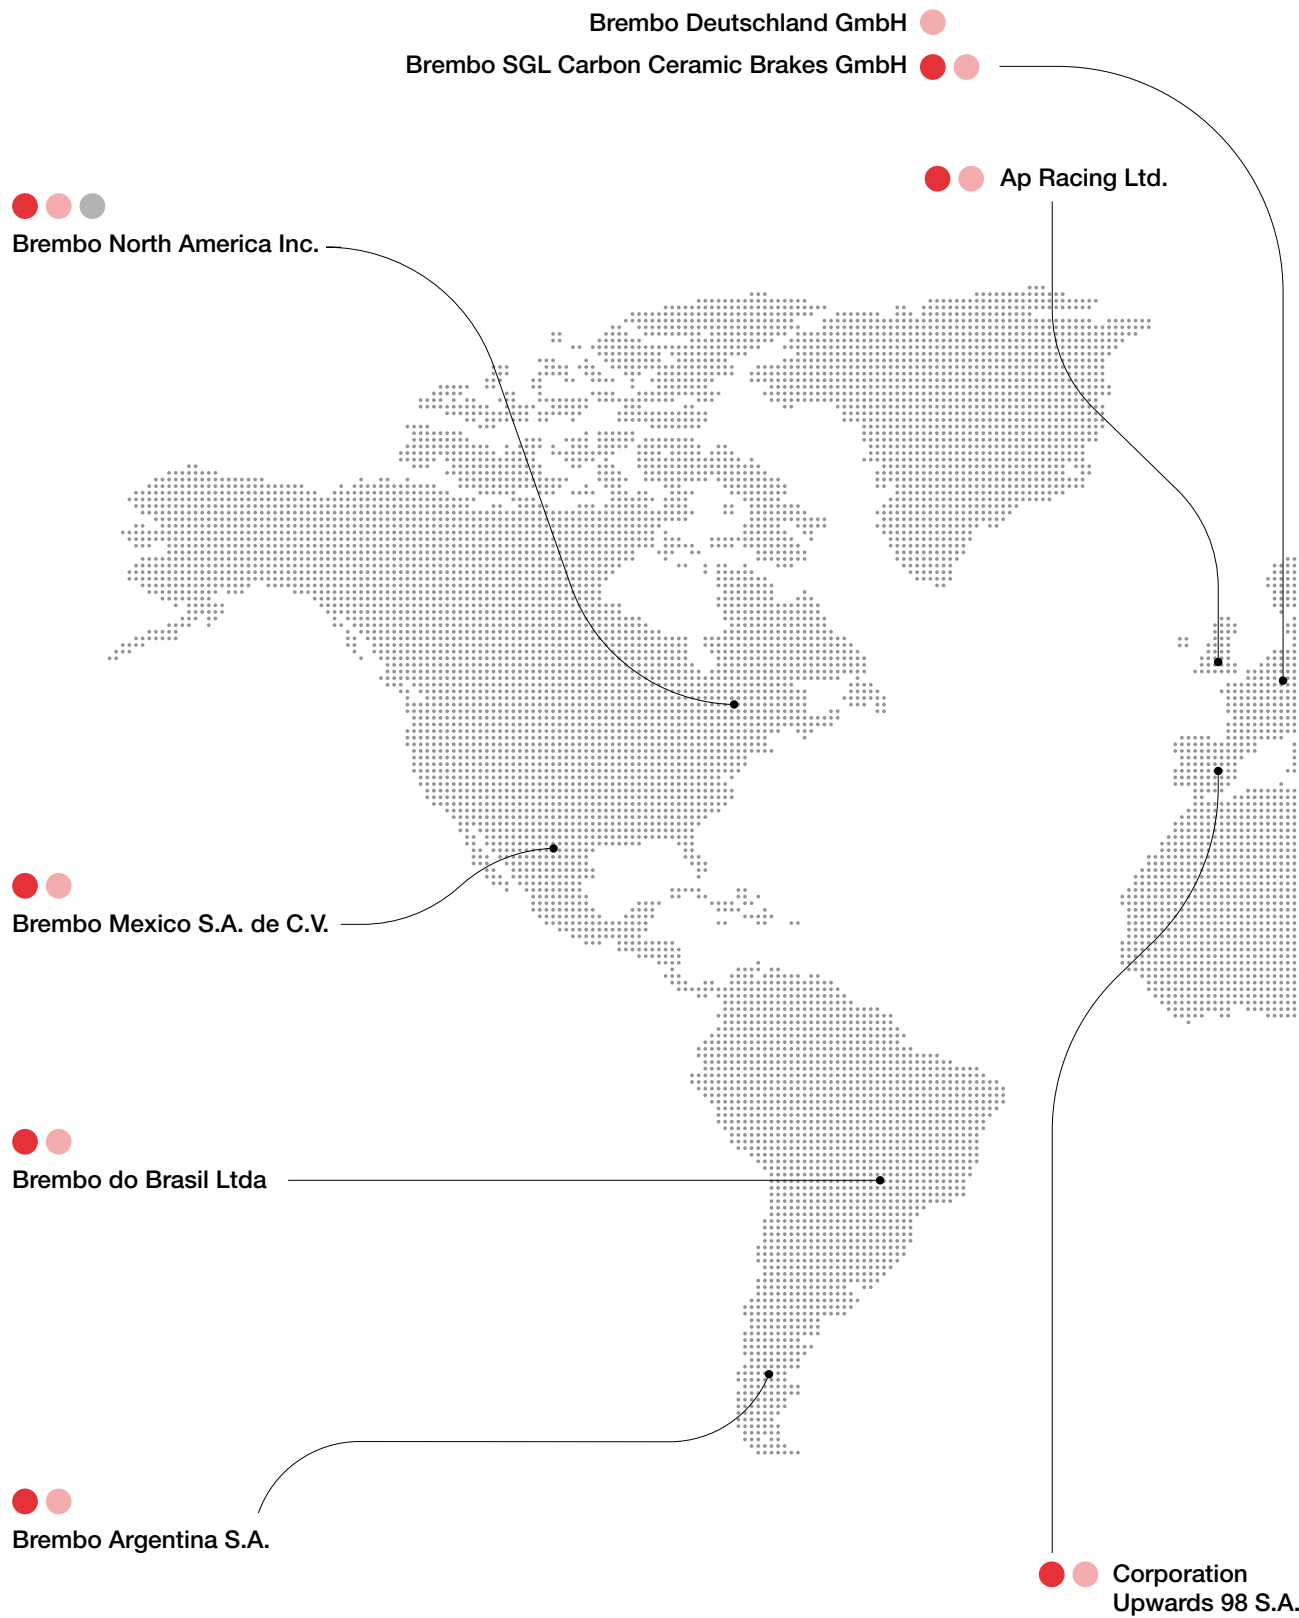 Brembo Deutschland GmbH
Brembo SGL Carbon Ceramic Brakes GmbH
Ap Racing Ltd.
Brembo North America Inc.
Brembo Mexico S.A. de C.V.
Brembo do Brasil Ltda
Brembo Argentina S.A.
Corporation
Upwards 98 S.A.